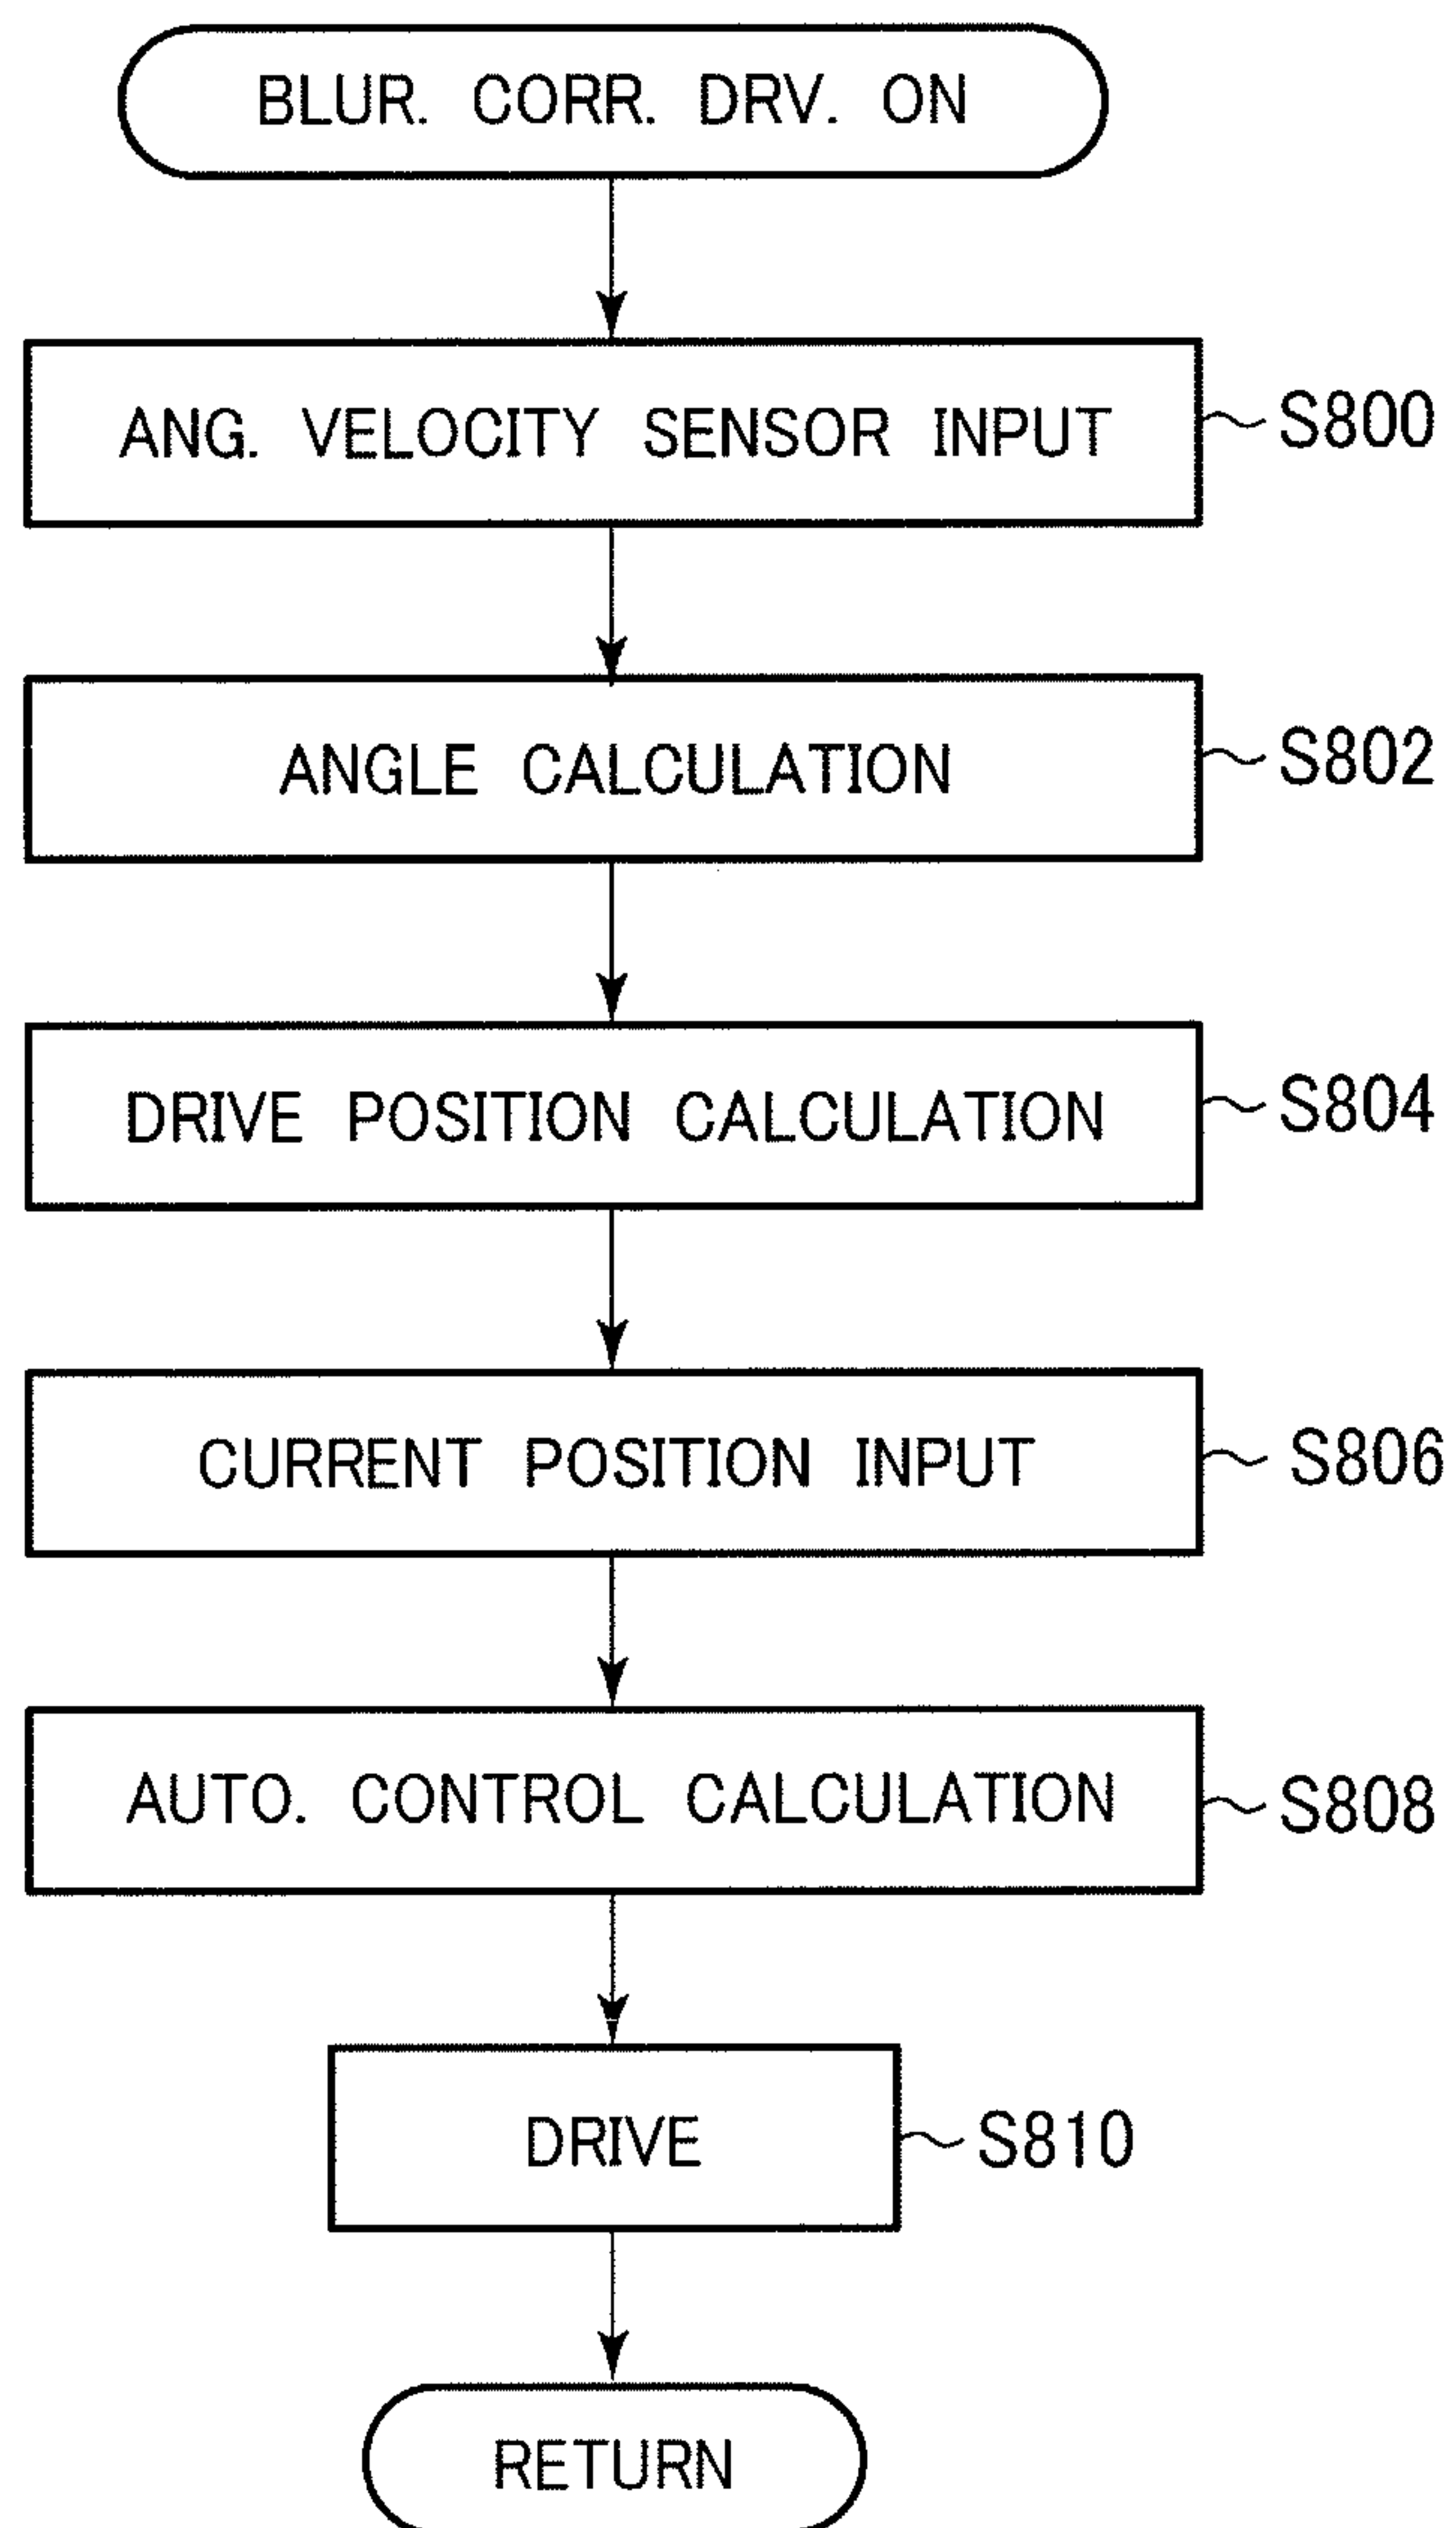 BLUR. CORR. DRV. ON
ANG. VELOCITY SENSOR INPUT
S800
ANGLE CALCULATION
S802
DRIVE POSITION CALCULATION
S804
CURRENT POSITION INPUT
S806
AUTO. CONTROL CALCULATION
S808
DRIVE
S810
RETURN